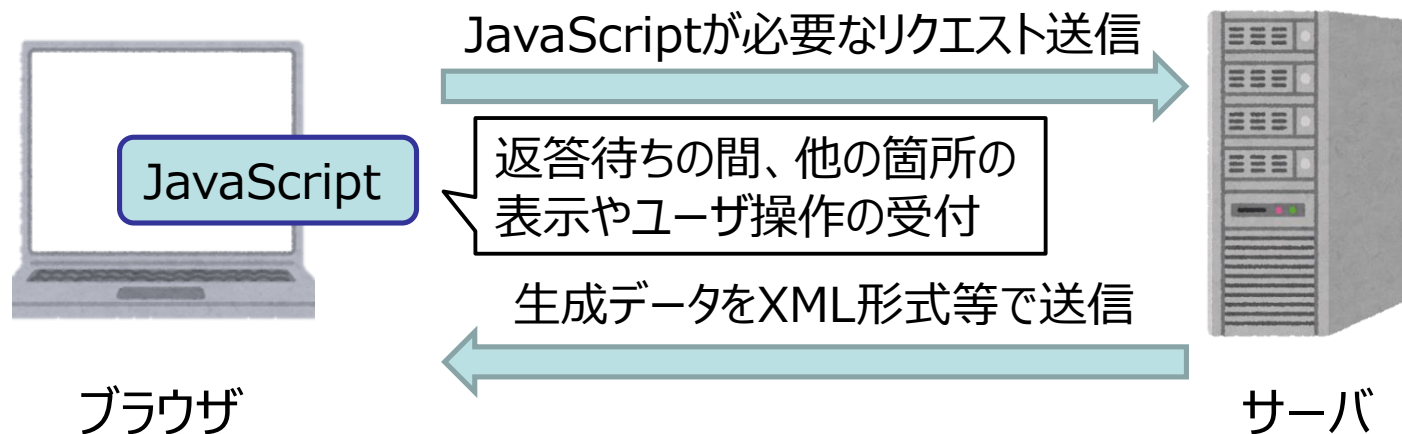 JavaScriptが必要なリクエスト送信
JavaScript
返答待ちの間、他の箇所の
表示やユーザ操作の受付
生成データをXML形式等で送信
ブラウザ
サーバ